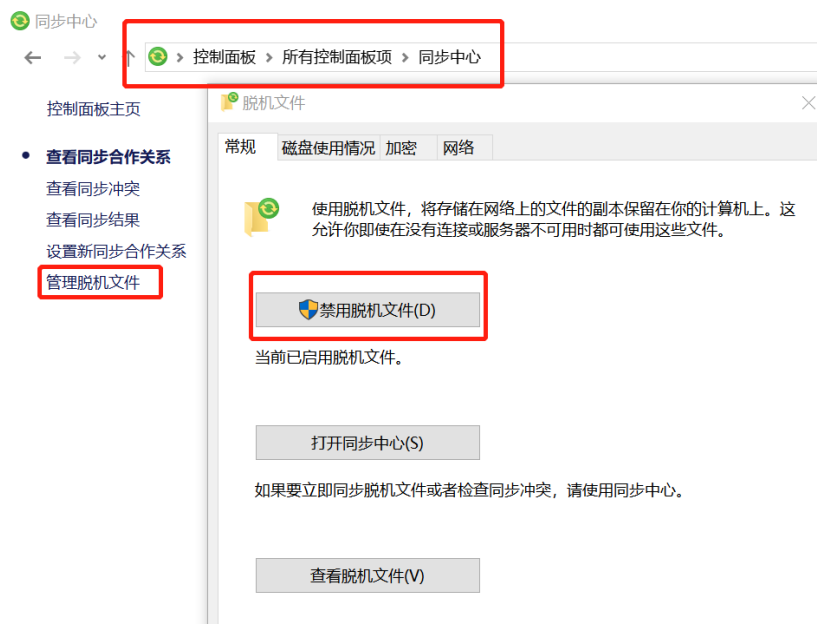 同步中心
控制面板 所有控制面板项 同步中心
控制面板主页
查看同步合作关系
查看同步冲突
查看同步结果
设置新同步合作关系
管理脱机文件
脱机文件
常规 磁盘使用情况 加密 网络
使用脱机文件，将存储在网络上的文件的副本保留在你的计算机上。这
允许你即使在没有连接或服务器不可用时都可使用这些文件。
禁用脱机文件(D)
当前已启用脱机文件。
打开同步中心(S)
如果要立即同步脱机文件或者检查同步冲突，请使用同步中心。
查看脱机文件(V)